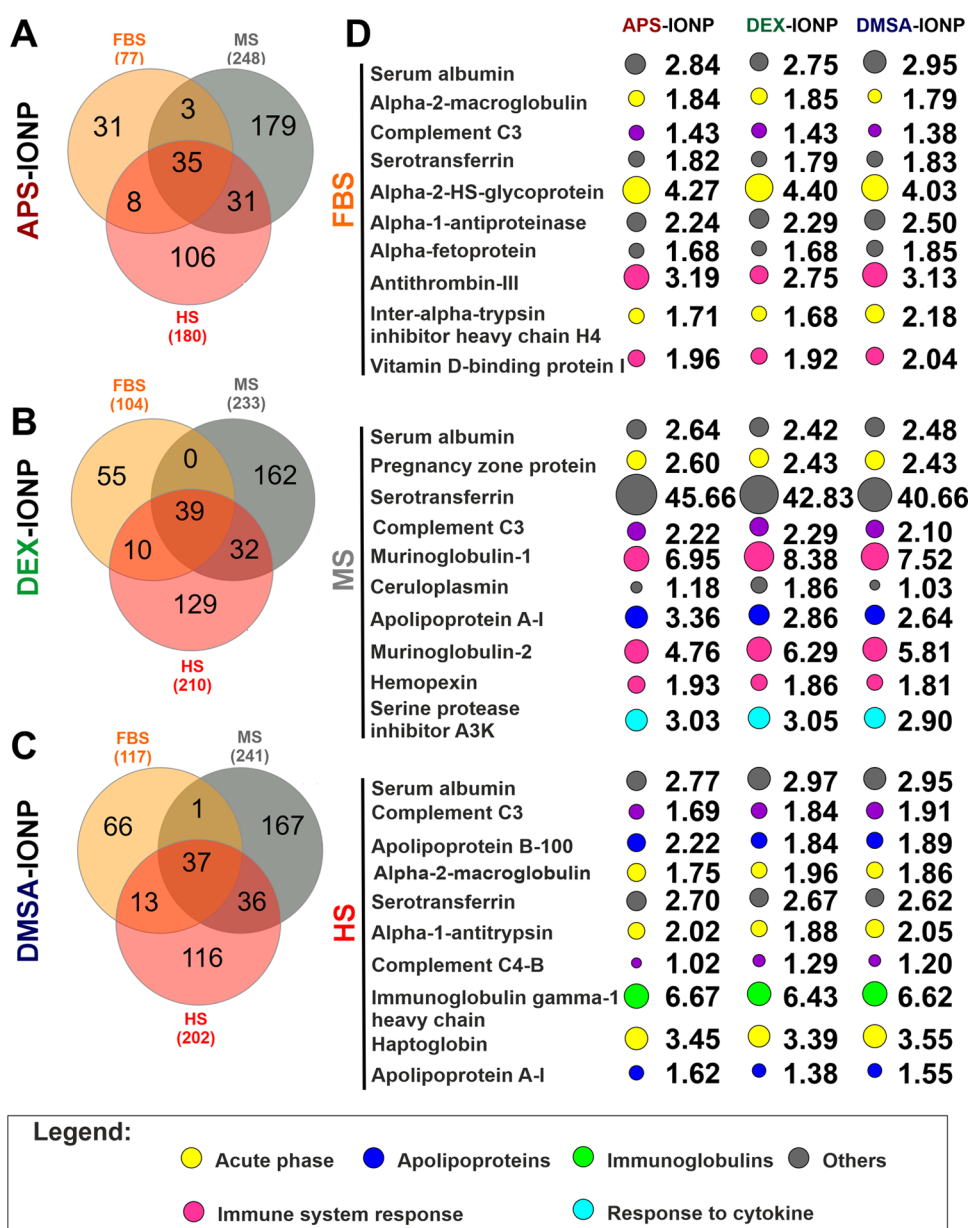 A
FBS
(77)
MS
(248)
31
3
179
35
8
31
106
HS
(180)
APS-IONP
B
FBS
(104)
MS
(233)
55
0
162
39
10
32
129
HS
(210)
DEX-IONP
C
FBS
(117)
MS
(241)
66
1
167
37
13
36
116
HS
(202)
DMSA-IONP
D
APS-IONP DEX-IONP DMSA-IONP
FBS
Serum albumin 2.84 2.75 2.95
Alpha-2-macroglobulin 1.84 1.85 1.79
Complement C3 1.43 1.43 1.38
Serotransferrin 1.82 1.79 1.83
Alpha-2-HS-glycoprotein 4.27 4.40 4.03
Alpha-1-antiproteinase 2.24 2.29 2.50
Alpha-fetoprotein 1.68 1.68 1.85
Antithrombin-III 3.19 2.75 3.13
Inter-alpha-trypsin
inhibitor heavy chain H4 1.71 1.68 2.18
Vitamin D-binding protein I 1.96 1.92 2.04
MS
Serum albumin 2.64 2.42 2.48
Pregnancy zone protein 2.60 2.43 2.43
Serotransferrin 45.66 42.83 40.66
Complement C3 2.22 2.29 2.10
Murinoglobulin-1 6.95 8.38 7.52
Ceruloplasmin 1.18 1.86 1.03
Apolipoprotein A-I 3.36 2.86 2.64
Murinoglobulin-2 4.76 6.29 5.81
Hemopexin 1.93 1.86 1.81
Serine protease
inhibitor A3K 3.03 3.05 2.90
HS
Serum albumin 2.77 2.97 2.95
Complement C3 1.69 1.84 1.91
Apolipoprotein B-100 2.22 1.84 1.89
Alpha-2-macroglobulin 1.75 1.96 1.86
Serotransferrin 2.70 2.67 2.62
Alpha-1-antitrypsin 2.02 1.88 2.05
Complement C4-B 1.02 1.29 1.20
Immunoglobulin gamma-1 6.67 6.43 6.62
heavy chain
Haptoglobin 3.45 3.39 3.55
Apolipoprotein A-I 1.62 1.38 1.55
Legend:
Acute phase Apolipoproteins Immunoglobulins Others
Immune system response Response to cytokine